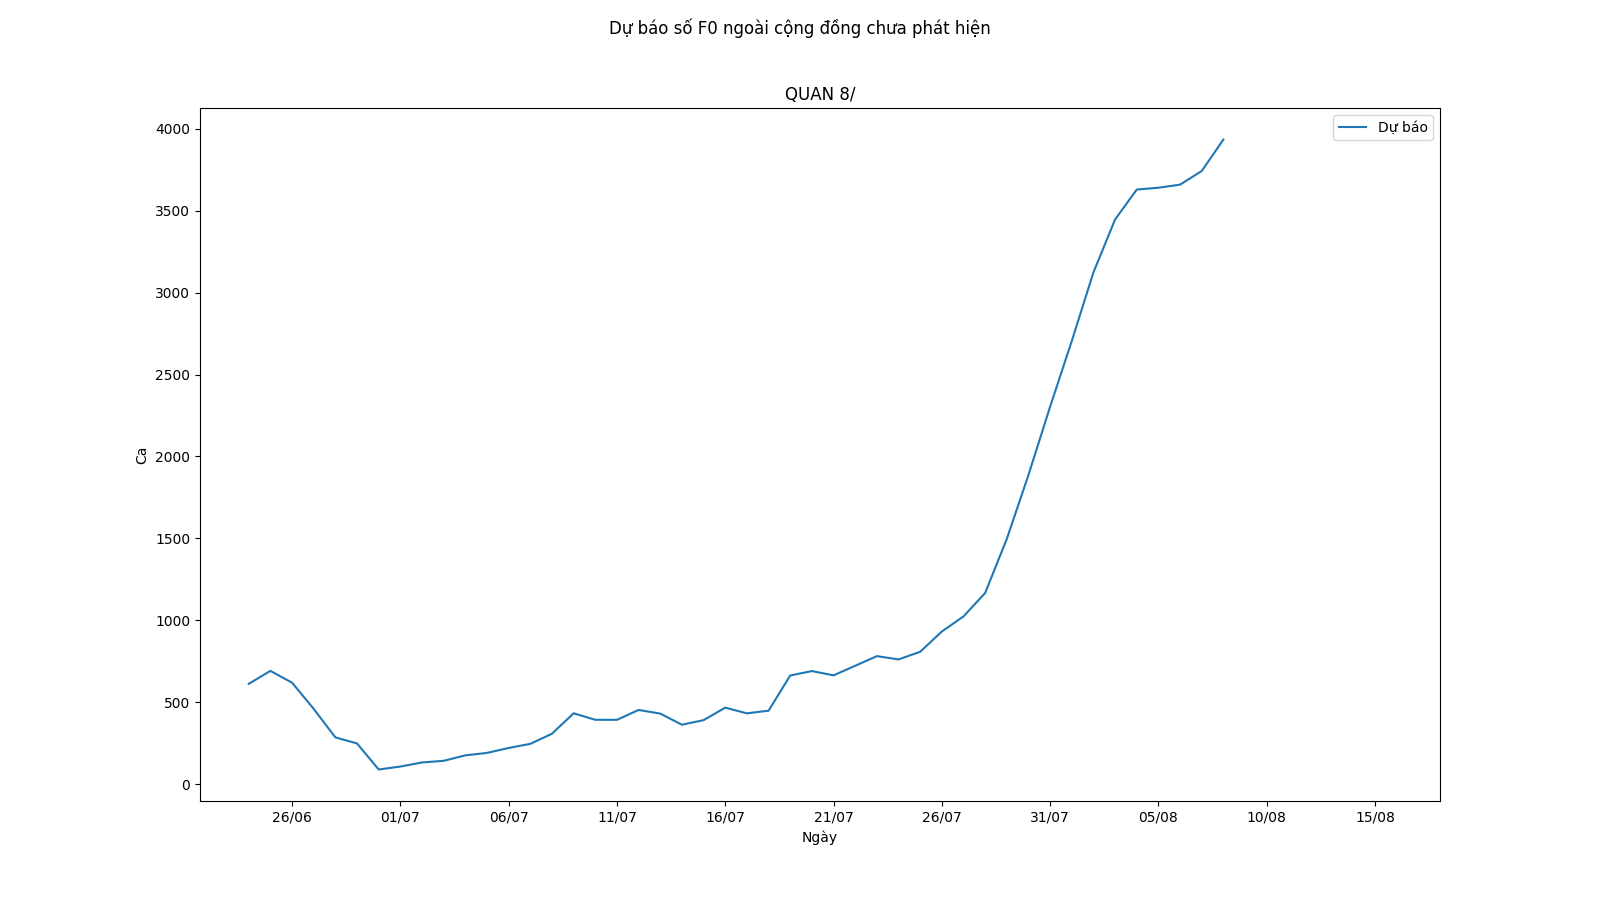 Dự báo số F0 ngoài cộng đồng chưa phát hiện
QUAN 8/
Dự báo
4000
3500
3000
2500
2000
1500
1000
500
0
Ca
26/06 01/07 06/07 11/07 16/07 21/07 26/07 31/07 05/08 10/08 15/08
Ngày